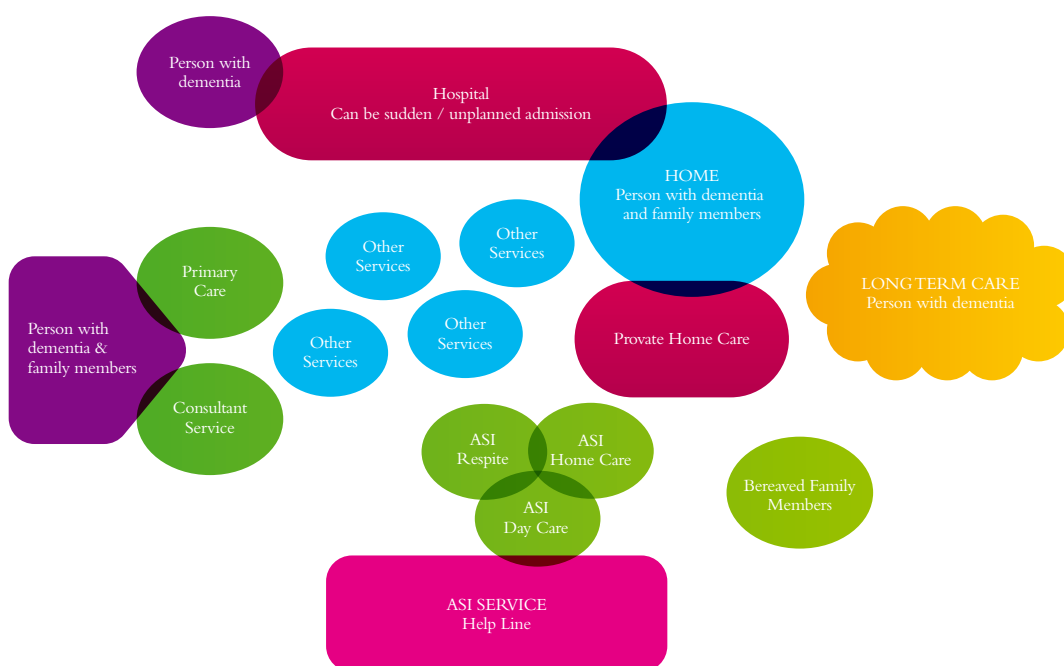 Person with
dementia
Hospital
Can be sudden / unplanned admission
HOME
Person with dementia
and family members
Other
Services
Other
Services
Primary
Care
LONG TERM CARE
Person with dementia
Person with
dementia &
family members
Other
Services
Other
Services
Provate Home Care
Consultant
Service
ASI
Respite
ASI
Home Care
Bereaved Family
Members
ASI
Day Care
ASI SERVICE
Help Line